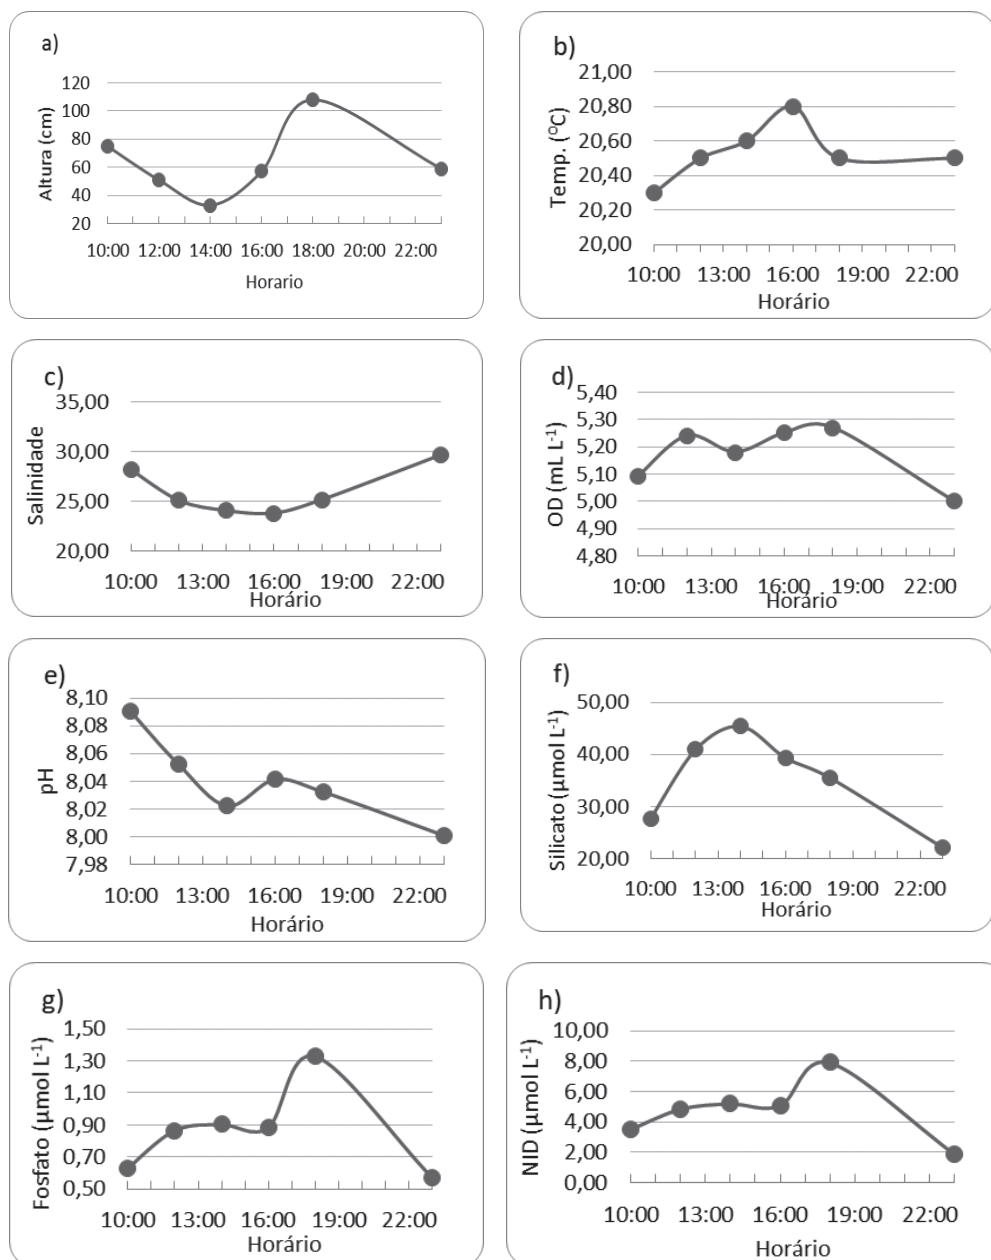 a)
Altura (cm)
120
100
80
60
40
20
10:00 12:00 14:00 16:00 18:00 20:00 22:00
Horario
b)
Temp. (ºC)
21,00
20,80
20,60
20,40
20,20
20,00
10:00 13:00 16:00 19:00 22:00
Horário
c)
Salinidade
35,00
30,00
25,00
20,00
10:00 13:00 16:00 19:00 22:00
Horário
d)
OD (mL L⁻¹)
5,40
5,30
5,20
5,10
5,00
4,90
4,80
10:00 13:00 16:00 19:00 22:00
Horário
e)
pH
8,10
8,08
8,06
8,04
8,02
8,00
7,98
10:00 13:00 16:00 19:00 22:00
Horário
f)
Silicato (µmol L⁻¹)
50,00
40,00
30,00
20,00
10:00 13:00 16:00 19:00 22:00
Horário
g)
Fosfato (µmol L⁻¹)
1,50
1,30
1,10
0,90
0,70
0,50
10:00 13:00 16:00 19:00 22:00
Horário
h)
NID (µmol L⁻¹)
10,00
8,00
6,00
4,00
2,00
0,00
10:00 13:00 16:00 19:00 22:00
Horário